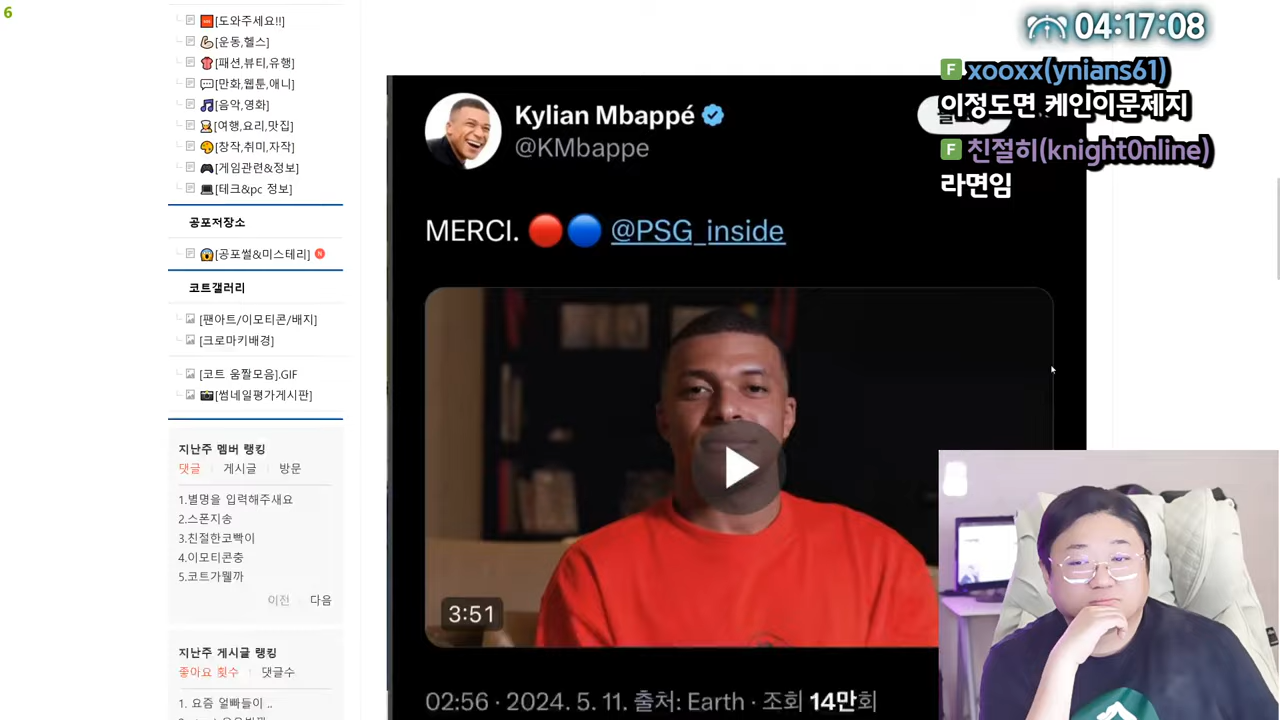 6
[도와주세요!!]
[운동,헬스]
[패션,뷰티,유행]
[만화,웹툰,애니]
[음악,영화]
[여행,요리,맛집]
[창작,취미,자작]
[게임관련&정보]
[테크&pc 정보]
공포저장소
[공포썰&미스테리] N
코트갤러리
[팬아트/이모티콘/배지]
[크로마키배경]
[코트 움짤모음].GIF
[썸네일평가게시판]
지난주 멤버 랭킹
댓글 게시글 방문
1.별명을 입력해주새요
2.스폰지송
3.친절한코빡이
4.이모티콘충
5.코트가뭘까
이전 다음
지난주 게시글 랭킹
좋아요 횟수 댓글수
1. 요즘 얼빠들이 ..
Kylian Mbappé
@KMbappe
MERCI. 🔴🔵 @PSG_inside
3:51
02:56 · 2024. 5. 11. 출처: Earth · 조회 14만회
04:17:08
F xooxx(ynians61)
이정도면 케인이문제지
F 친절히(knight0nline)
라면임